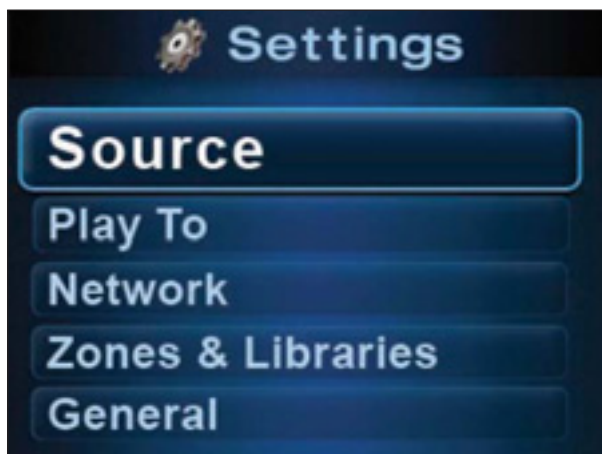 Settings
Source
Play To
Network
Zones & Libraries
General